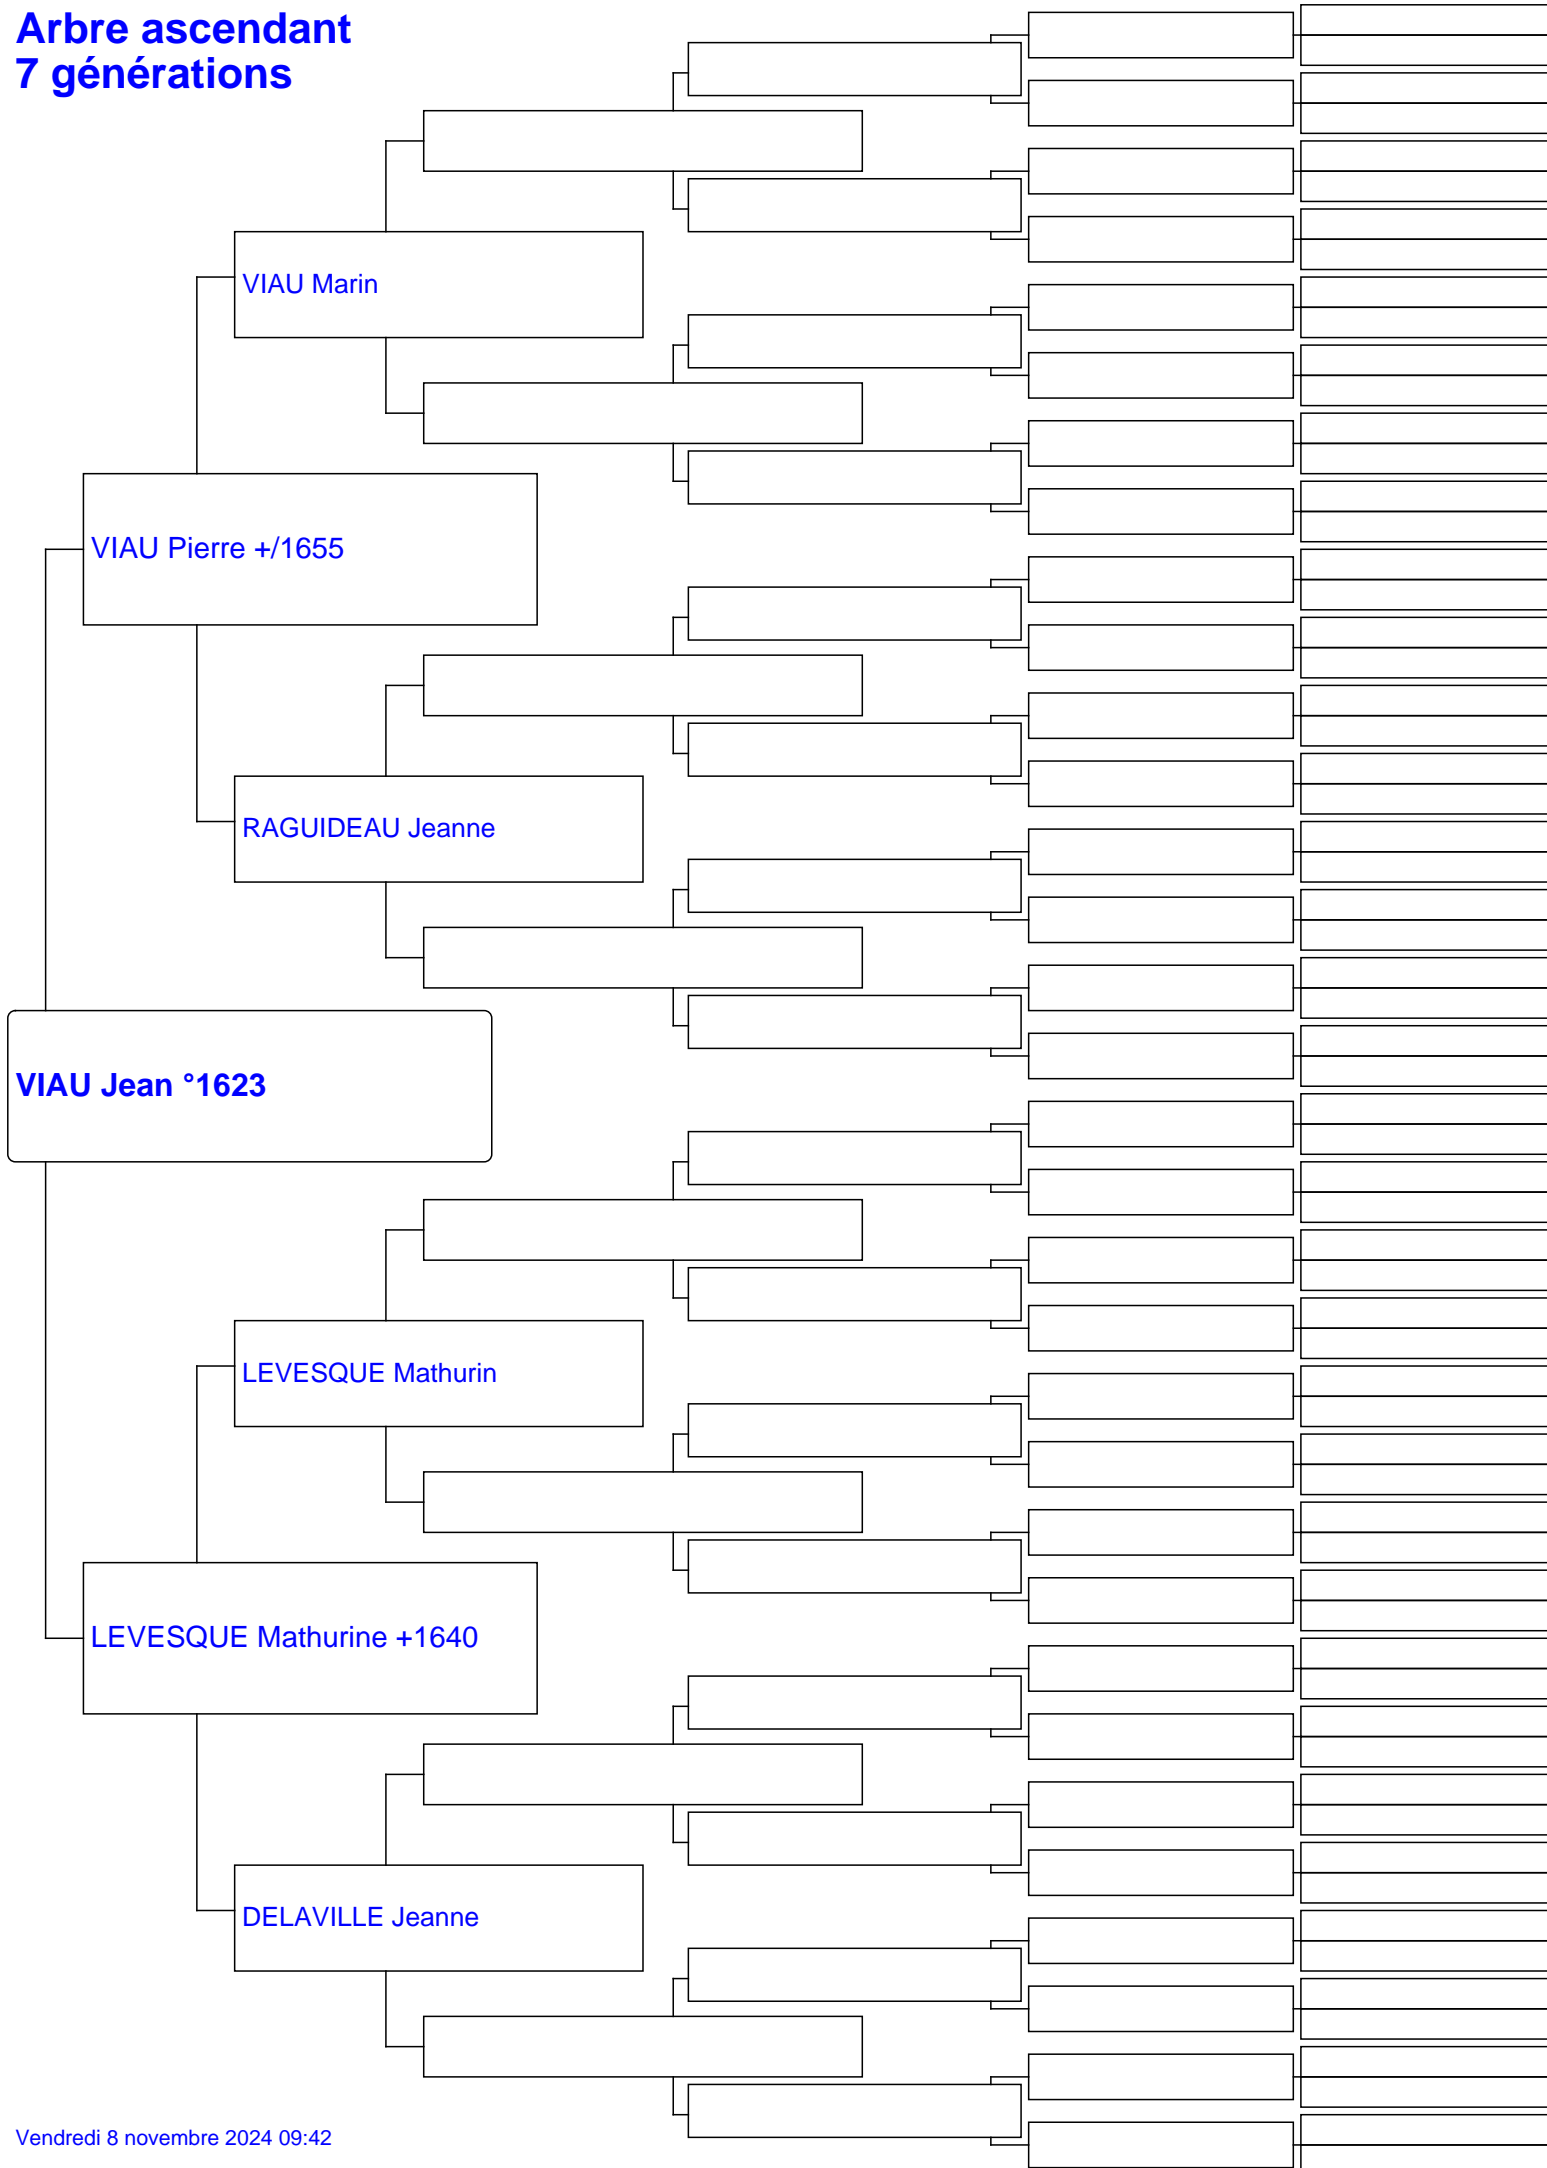 Arbre ascendant
7 générations
VIAU Marin
VIAU Pierre +/1655
RAGUIDEAU Jeanne
VIAU Jean °1623
LEVESQUE Mathurin
LEVESQUE Mathurine +1640
DELAVILLE Jeanne
Vendredi 8 novembre 2024 09:42